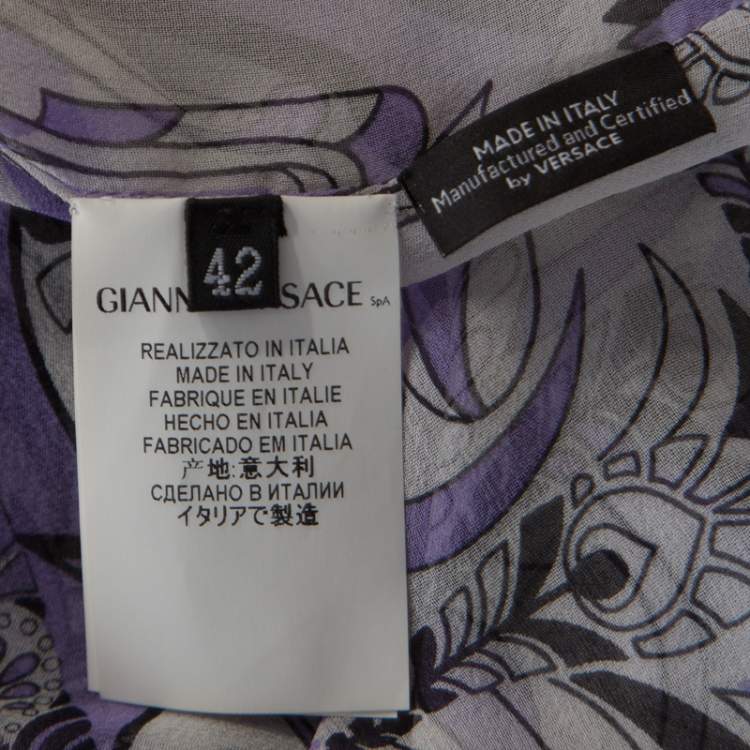 MADE IN ITALY
Manufactured and Certified
by VERSACE
42
GIANN SACE SpA
REALIZZATO IN ITALIA
MADE IN ITALY
FABRIQUE EN ITALIE
HECHO EN ITALIA
FABRICADO EM ITALIA
产地:意大利
СДЕЛАНО В ИТАЛИИ
イタリアで製造